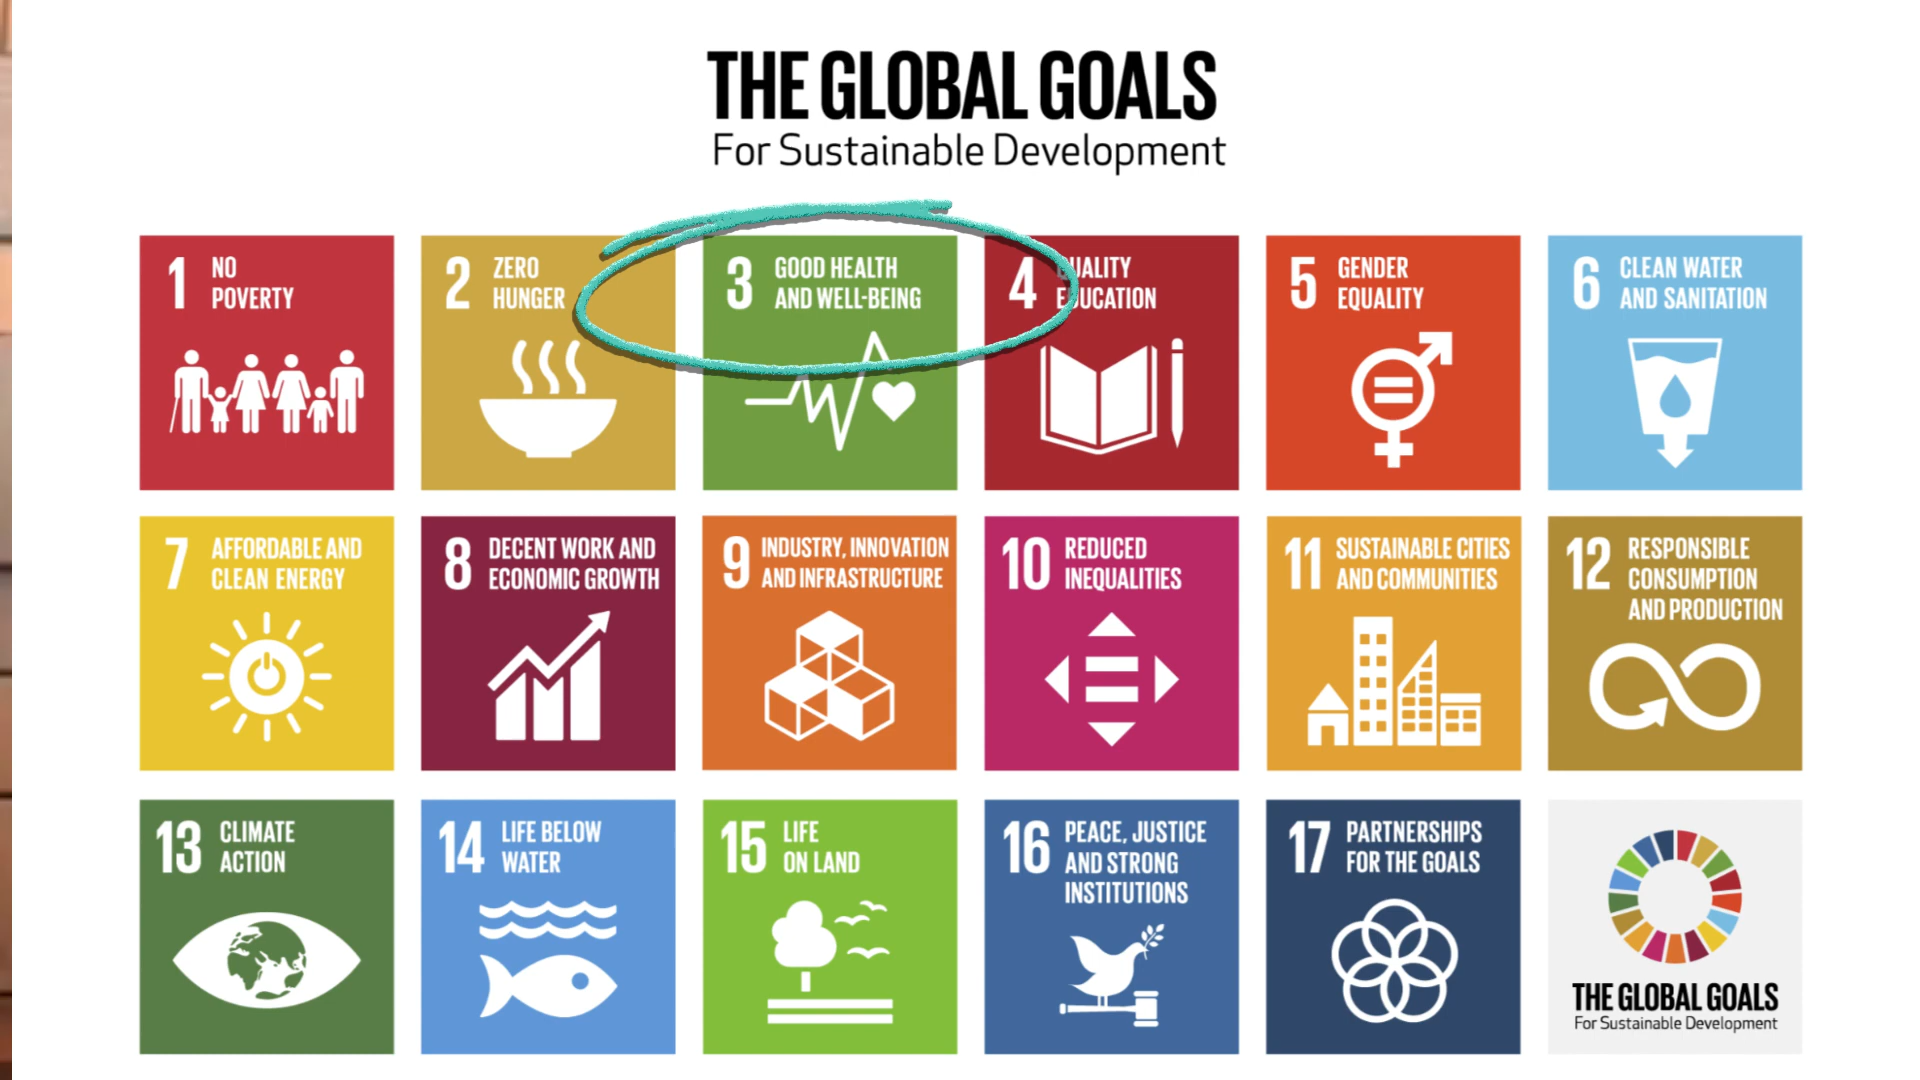 THE GLOBAL GOALS
For Sustainable Development
1 NO
POVERTY
2 ZERO
HUNGER
3 GOOD HEALTH
AND WELL-BEING
4 QUALITY
EDUCATION
5 GENDER
EQUALITY
6 CLEAN WATER
AND SANITATION
7 AFFORDABLE AND
CLEAN ENERGY
8 DECENT WORK AND
ECONOMIC GROWTH
9 INDUSTRY, INNOVATION
AND INFRASTRUCTURE
10 REDUCED
INEQUALITIES
11 SUSTAINABLE CITIES
AND COMMUNITIES
12 RESPONSIBLE
CONSUMPTION
AND PRODUCTION
13 CLIMATE
ACTION
14 LIFE BELOW
WATER
15 LIFE
ON LAND
16 PEACE, JUSTICE
AND STRONG
INSTITUTIONS
17 PARTNERSHIPS
FOR THE GOALS
THE GLOBAL GOALS
For Sustainable Development